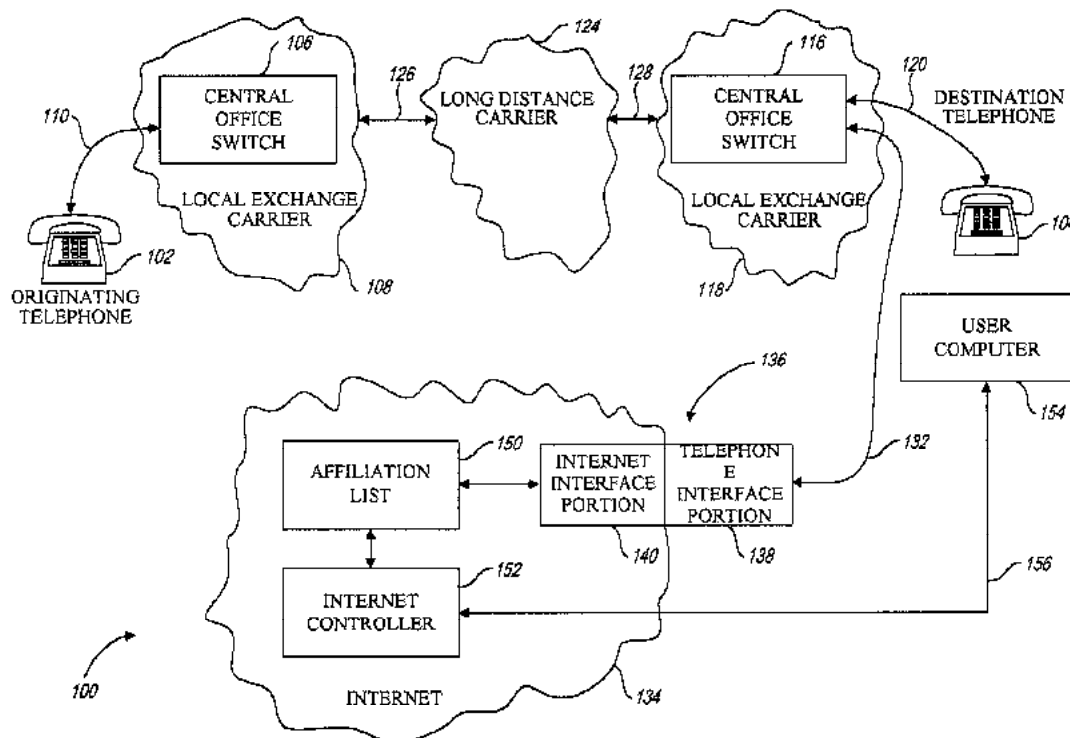 106
CENTRAL
OFFICE
SWITCH
110
LOCAL EXCHANGE
CARRIER
102
ORIGINATING
TELEPHONE
108
126
124
LONG DISTANCE
CARRIER
128
116
CENTRAL
OFFICE
SWITCH
LOCAL EXCHANGE
CARRIER
118
120
DESTINATION
TELEPHONE
USER
COMPUTER
154
136
150
AFFILIATION
LIST
INTERNET
INTERFACE
PORTION
TELEPHON
E
INTERFACE
PORTION
132
140
138
152
INTERNET
CONTROLLER
156
100
INTERNET
134